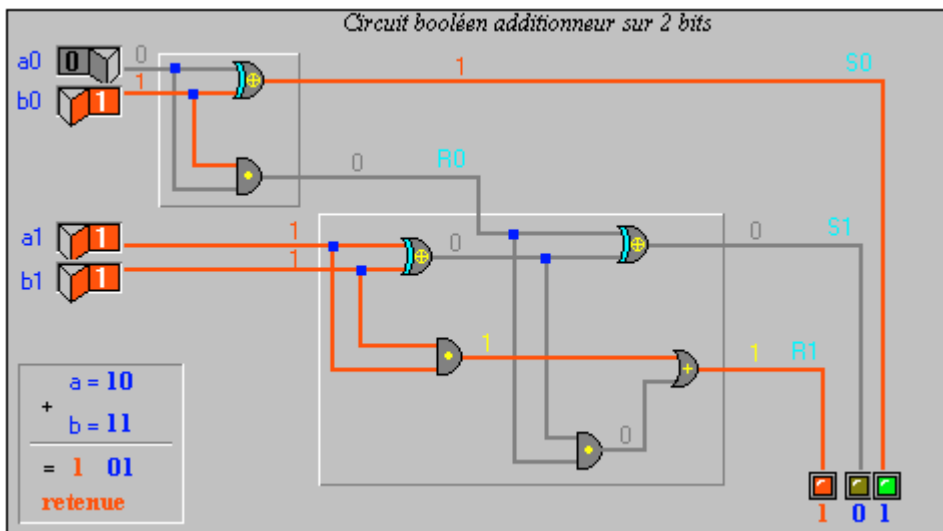 Circuit booléen additionneur sur 2 bits
a0 0 0 1 S0
b0 1 1
0 R0
a1 1 1 0 0 S1
b1 1 1
1 1 R1
0
a = 10
+
b = 11
= 1 01
retenue
1 0 1